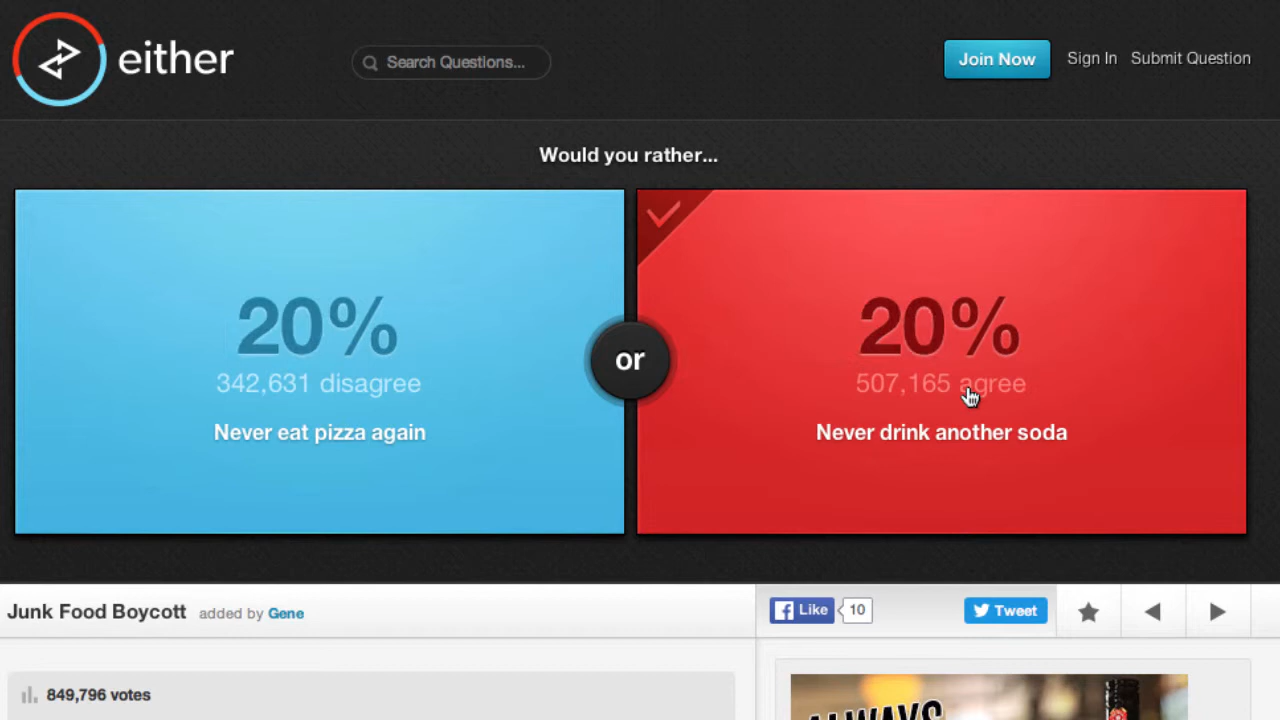 either
Search Questions...
Join Now
Sign In
Submit Question
Would you rather...
20%
342,631 disagree
Never eat pizza again
or
20%
507,165 agree
Never drink another soda
Junk Food Boycott added by Gene
Like
10
Tweet
849,796 votes
ALWAYS